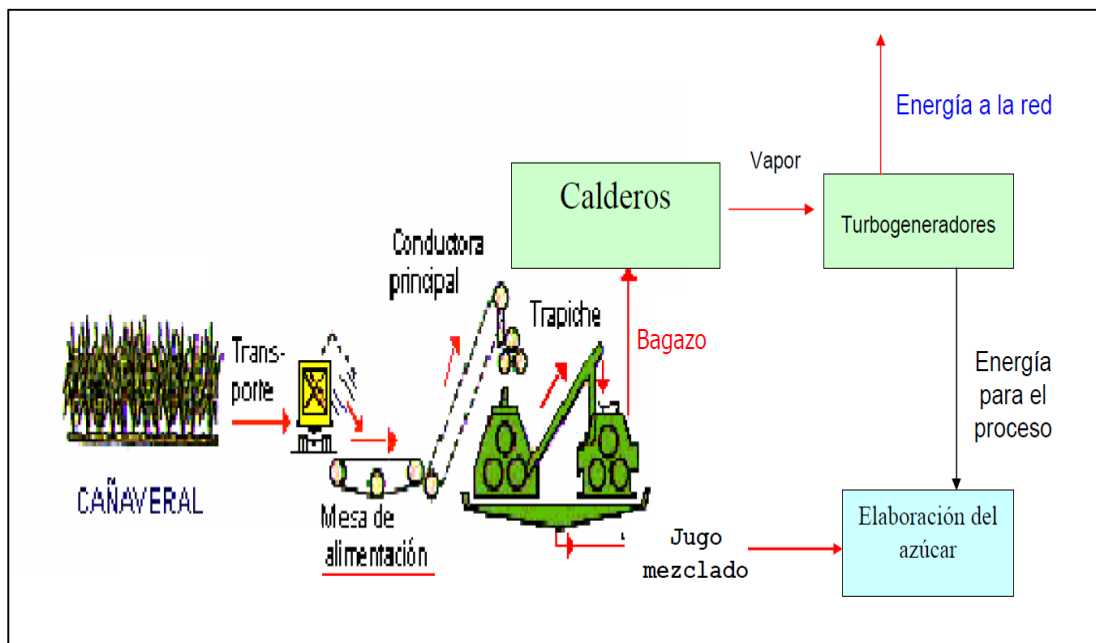 CAÑAVERAL
Trans-
porte
Mesa de
alimentación
Conductora
principal
Trapiche
Bagazo
Calderos
Vapor
Turbogeneradores
Energía a la red
Energía
para el
proceso
Jugo
mezclado
Elaboración del
azúcar